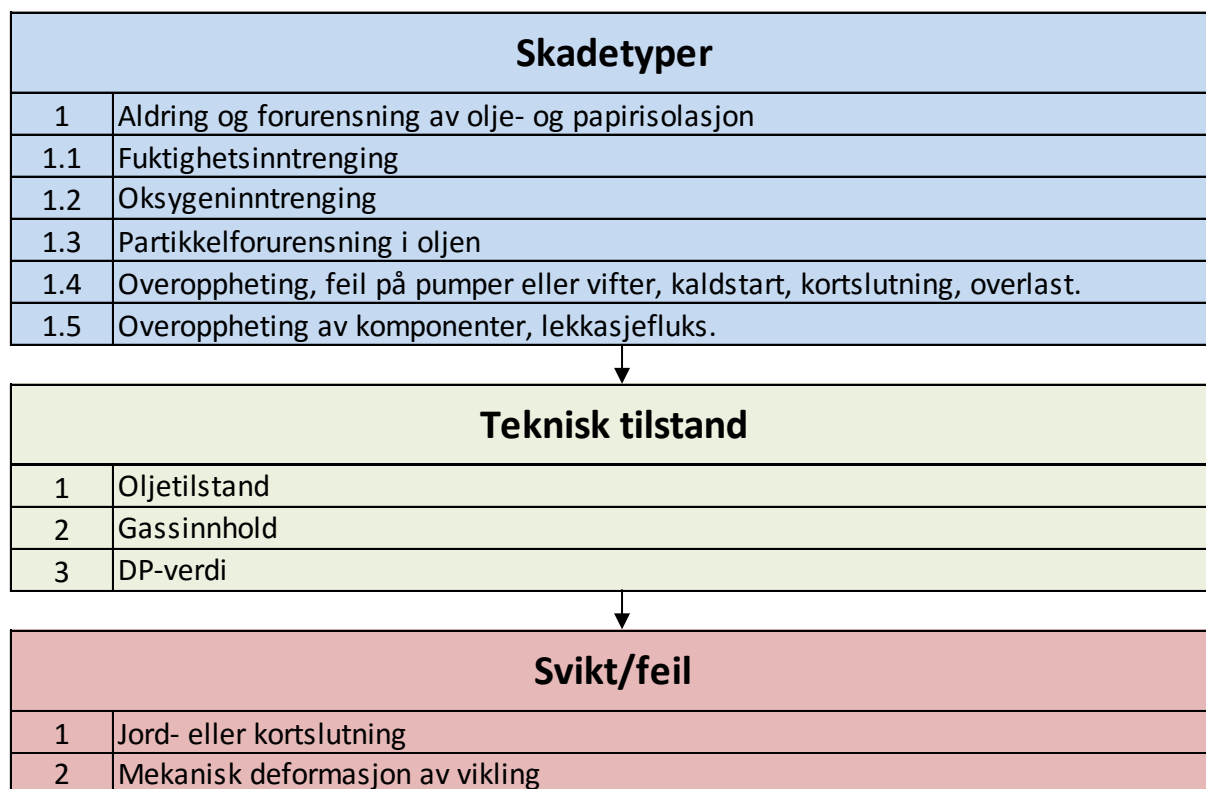 Skadetyper
1 Aldring og forurensning av olje- og papirisolasjon
1.1 Fuktighetsinntrenging
1.2 Oksygeninntrenging
1.3 Partikkelforurensning i oljen
1.4 Overoppheting, feil på pumper eller vifter, kaldstart, kortslutning, overlast.
1.5 Overoppheting av komponenter, lekkasjefluks.
Teknisk tilstand
1 Oljetilstand
2 Gassinnhold
3 DP-verdi
Svikt/feil
1 Jord- eller kortslutning
2 Mekanisk deformasjon av vikling